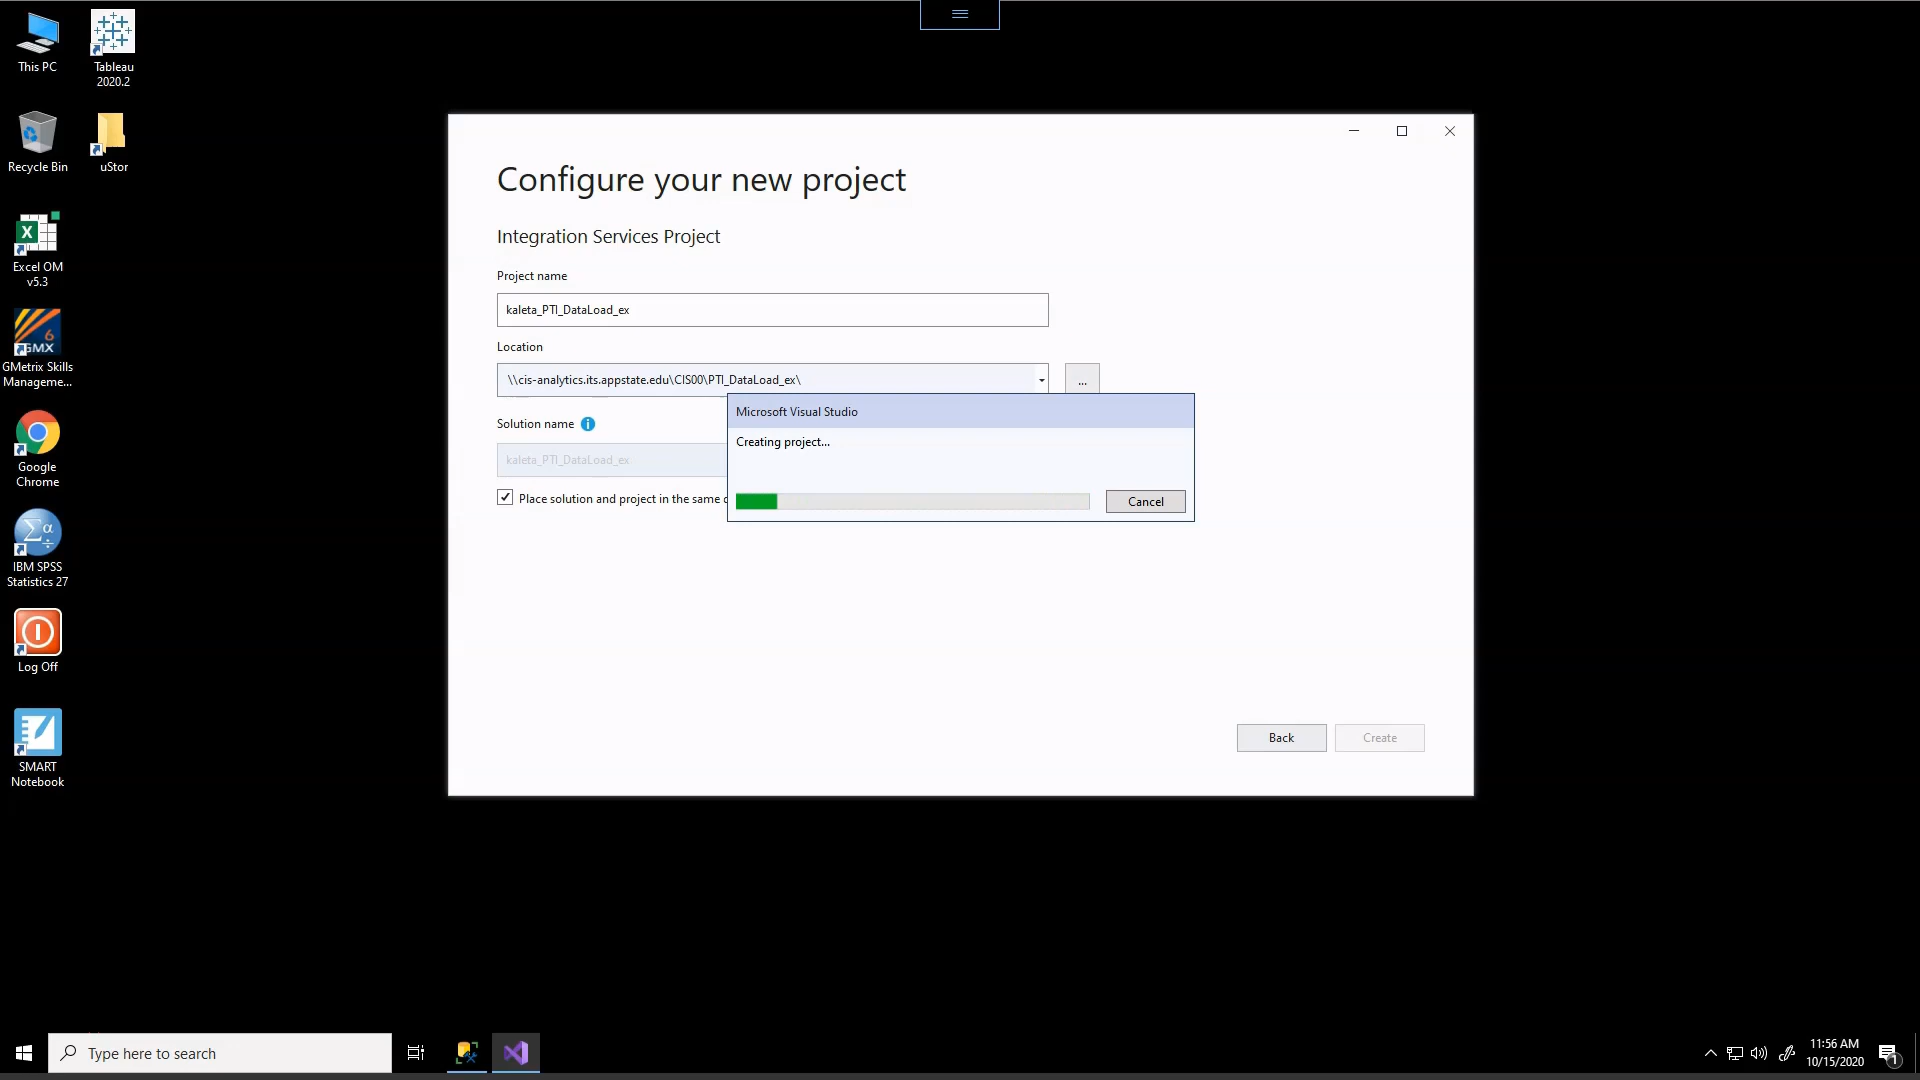 This PC
Tableau
2020.2
Recycle Bin
uStor
Excel OM
v5.3
GMetrix Skills
Manageme...
Google
Chrome
IBM SPSS
Statistics 27
Log Off
SMART
Notebook
Configure your new project
Integration Services Project
Project name
kaleta_PTI_DataLoad_ex
Location
\\cis-analytics.its.appstate.edu\CIS00\PTI_DataLoad_ex\
...
Solution name
kaleta_PTI_DataLoad_ex
Place solution and project in the same
Microsoft Visual Studio
Creating project...
Cancel
Back
Create
Type here to search
11:56 AM
10/15/2020
1